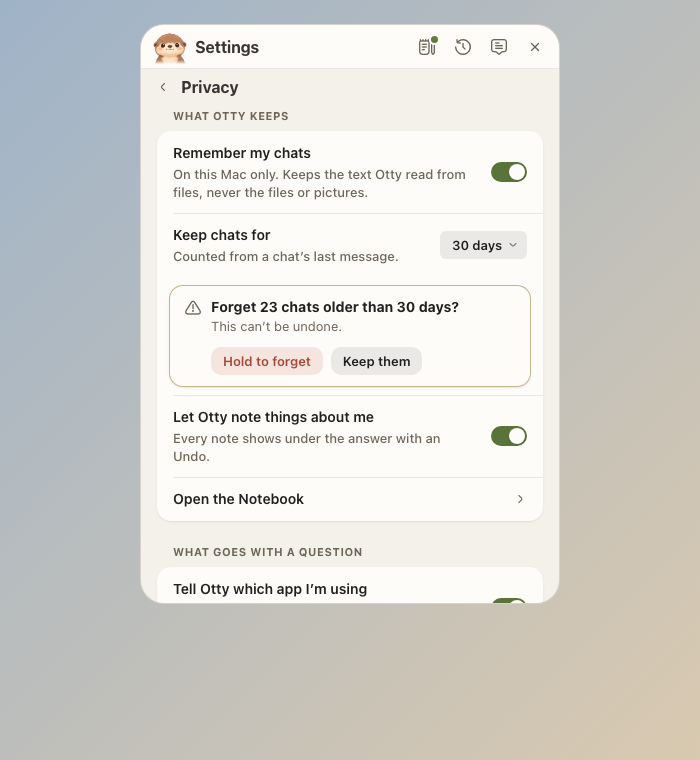 Settings
Privacy
WHAT OTTY KEEPS
Remember my chats
On this Mac only. Keeps the text Otty read from
files, never the files or pictures.
Keep chats for
30 days
Counted from a chat’s last message.
Forget 23 chats older than 30 days?
This can’t be undone.
Hold to forget
Keep them
Let Otty note things about me
Every note shows under the answer with an
Undo.
Open the Notebook
WHAT GOES WITH A QUESTION
Tell Otty which app I’m using